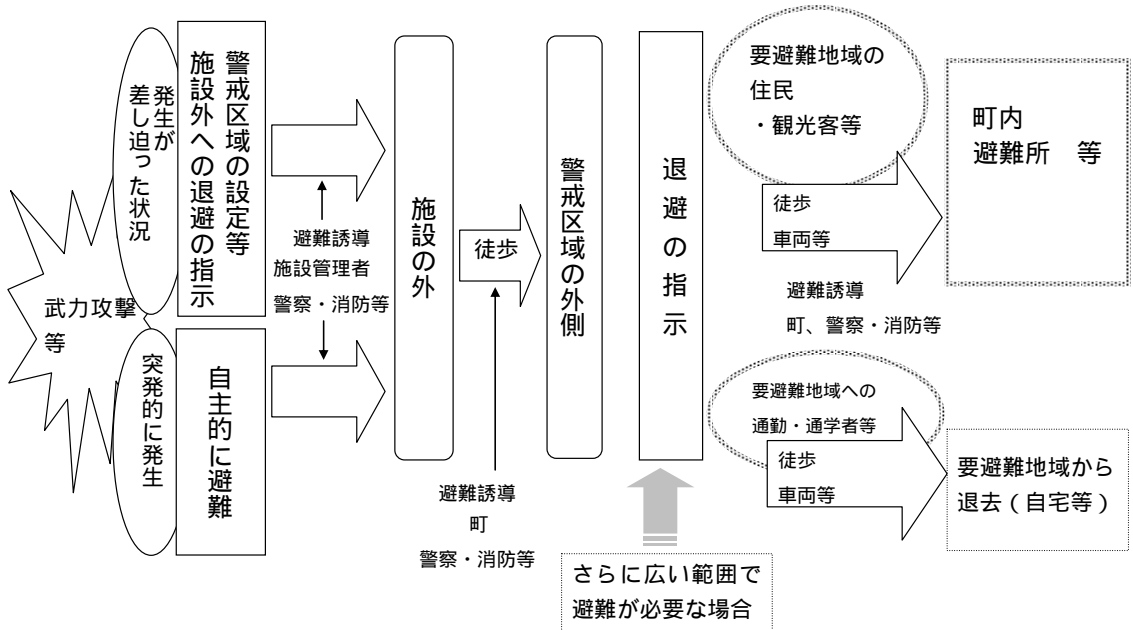 武力攻撃
等
発生が
差し迫った状況
警戒区域の設定等
施設外への退避の指示
突発的に発生
自主的に避難
避難誘導
施設管理者
警察・消防等
施設の外
徒歩
避難誘導
町
警察・消防等
警戒区域の外側
退避の指示
さらに広い範囲で
避難が必要な場合
要避難地域の
住民
・観光客等
徒歩
車両等
避難誘導
町、警察・消防等
町内
避難所　等
要避難地域への
通勤・通学者等
徒歩
車両等
要避難地域から
退去（自宅等）